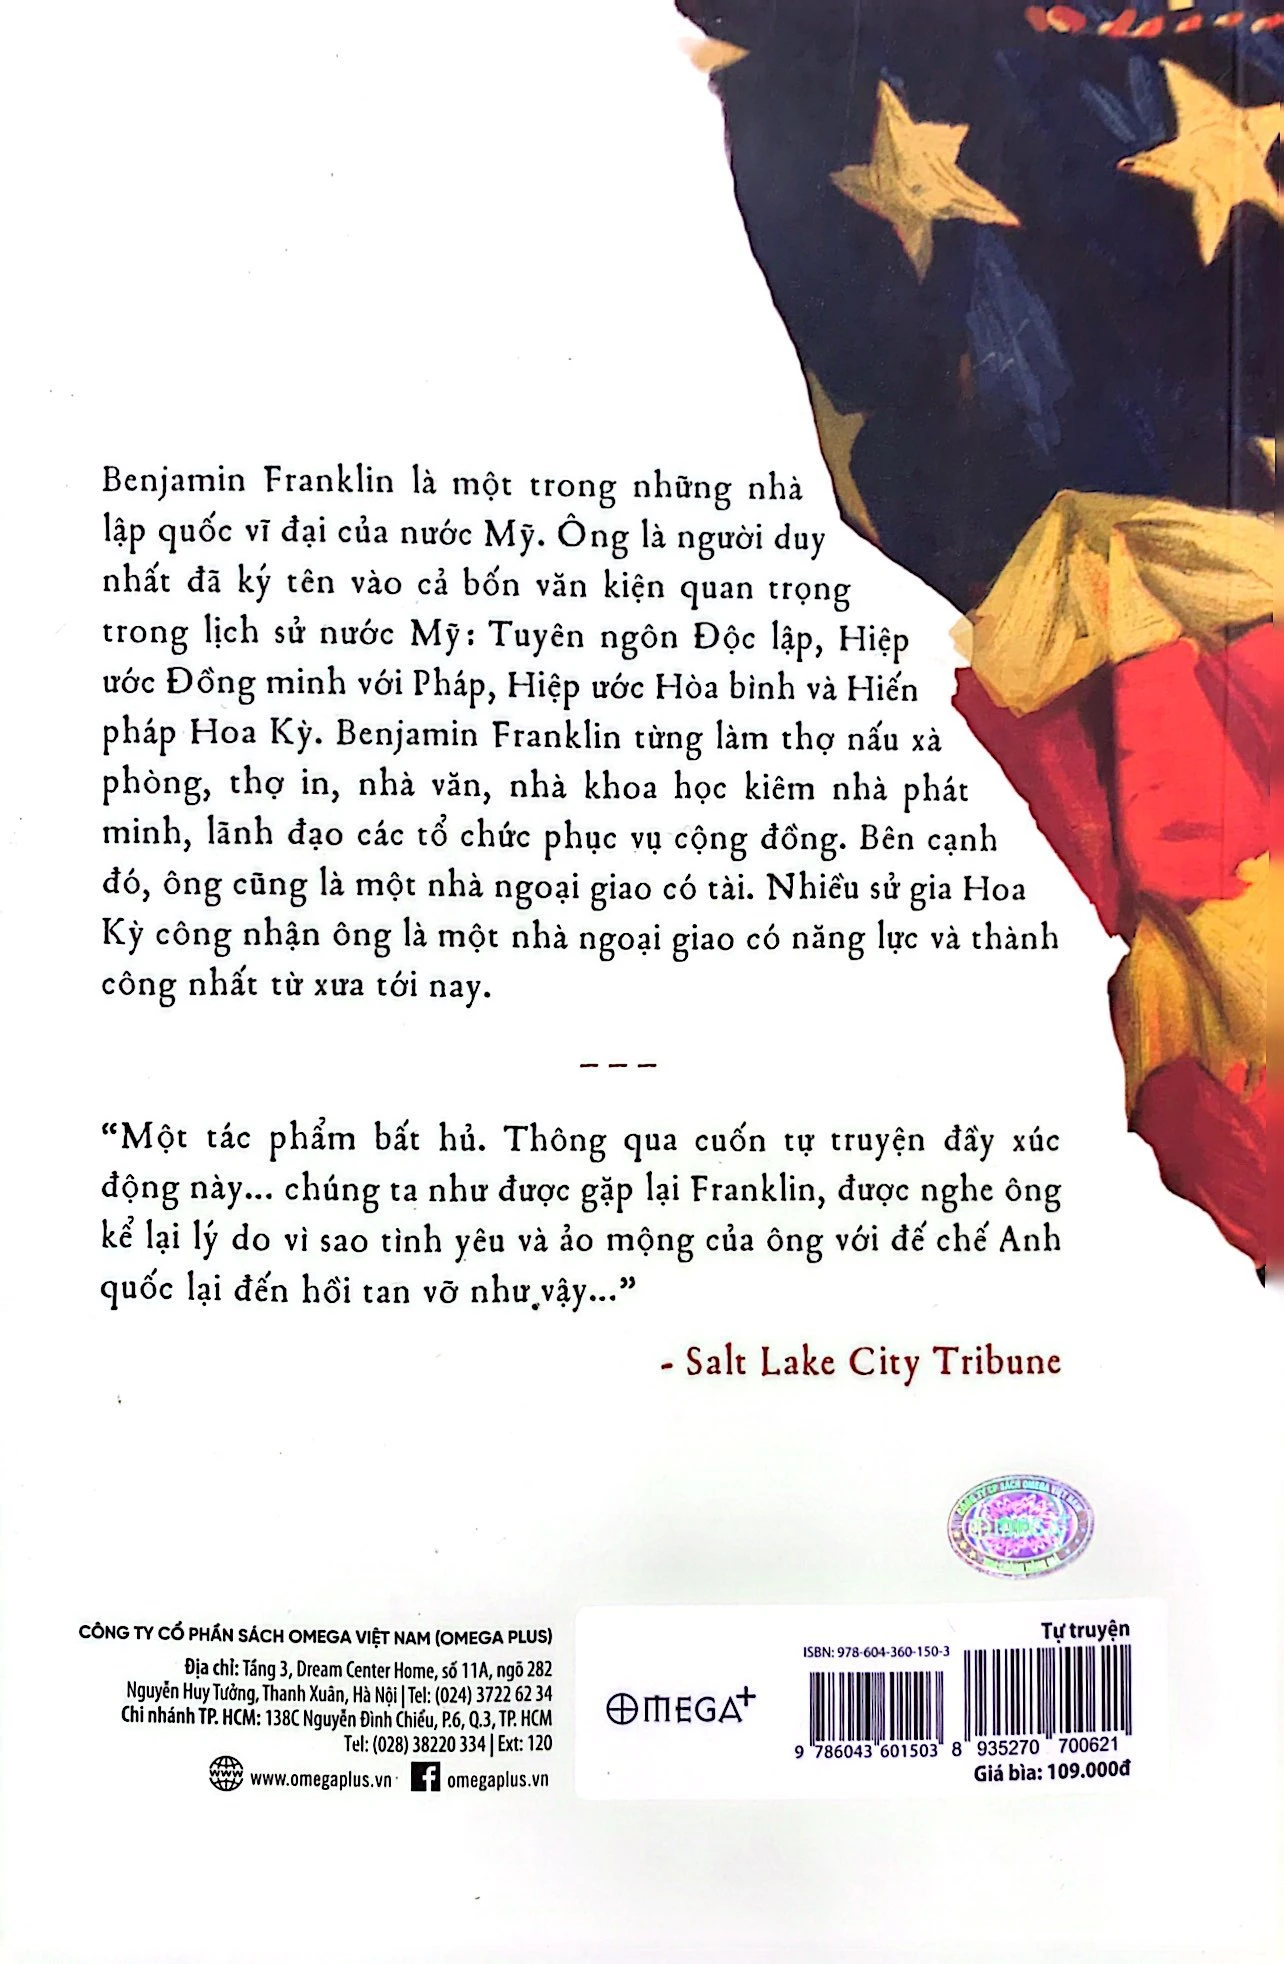 Benjamin Franklin là một trong những nhà
lập quốc vĩ đại của nước Mỹ. Ông là người duy
nhất đã ký tên vào cả bốn văn kiện quan trọng
trong lịch sử nước Mỹ: Tuyên ngôn Độc lập, Hiệp
ước Đồng minh với Pháp, Hiệp ước Hòa bình và Hiến
pháp Hoa Kỳ. Benjamin Franklin từng làm thợ nấu xà
phòng, thợ in, nhà văn, nhà khoa học kiêm nhà phát
minh, lãnh đạo các tổ chức phục vụ cộng đồng. Bên cạnh
đó, ông cũng là một nhà ngoại giao có tài. Nhiều sử gia Hoa
Kỳ công nhận ông là một nhà ngoại giao có năng lực và thành
công nhất từ xưa tới nay.
---
“Một tác phẩm bất hủ. Thông qua cuốn tự truyện đầy xúc
động này... chúng ta như được gặp lại Franklin, được nghe ông
kể lại lý do vì sao tình yêu và ảo mộng của ông với đế chế Anh
quốc lại đến hồi tan vỡ như vậy...”
- Salt Lake City Tribune
CÔNG TY CP SÁCH OMEGA VIỆT NAM
CÔNG TY CỔ PHẦN SÁCH OMEGA VIỆT NAM (OMEGA PLUS)
Địa chỉ: Tầng 3, Dream Center Home, số 11A, ngõ 282
Nguyễn Huy Tưởng, Thanh Xuân, Hà Nội | Tel: (024) 3722 62 34
Chi nhánh TP. HCM: 138C Nguyễn Đình Chiểu, P.6, Q.3, TP. HCM
Tel: (028) 38220 334 | Ext: 120
www www.omegaplus.vn f omegaplus.vn
OMEGA+
Tự truyện
ISBN: 978-604-360-150-3
9 786043 601503
8 935270 700621
Giá bìa: 109.000đ